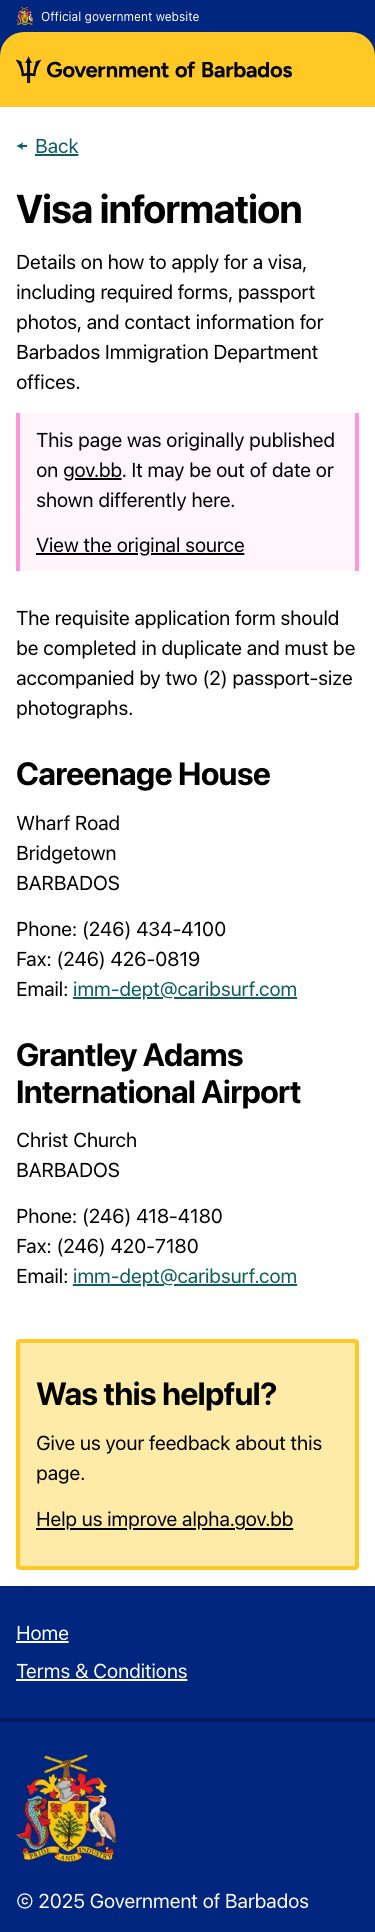 Official government website
Government of Barbados
Back
Visa information
Details on how to apply for a visa,
including required forms, passport
photos, and contact information for
Barbados Immigration Department
offices.
This page was originally published
on gov.bb. It may be out of date or
shown differently here.
View the original source
The requisite application form should
be completed in duplicate and must be
accompanied by two (2) passport-size
photographs.
Careenage House
Wharf Road
Bridgetown
BARBADOS
Phone: (246) 434-4100
Fax: (246) 426-0819
Email: imm-dept@caribsurf.com
Grantley Adams
International Airport
Christ Church
BARBADOS
Phone: (246) 418-4180
Fax: (246) 420-7180
Email: imm-dept@caribsurf.com
Was this helpful?
Give us your feedback about this
page.
Help us improve alpha.gov.bb
Home
Terms & Conditions
PRIDE AND INDUSTRY
© 2025 Government of Barbados